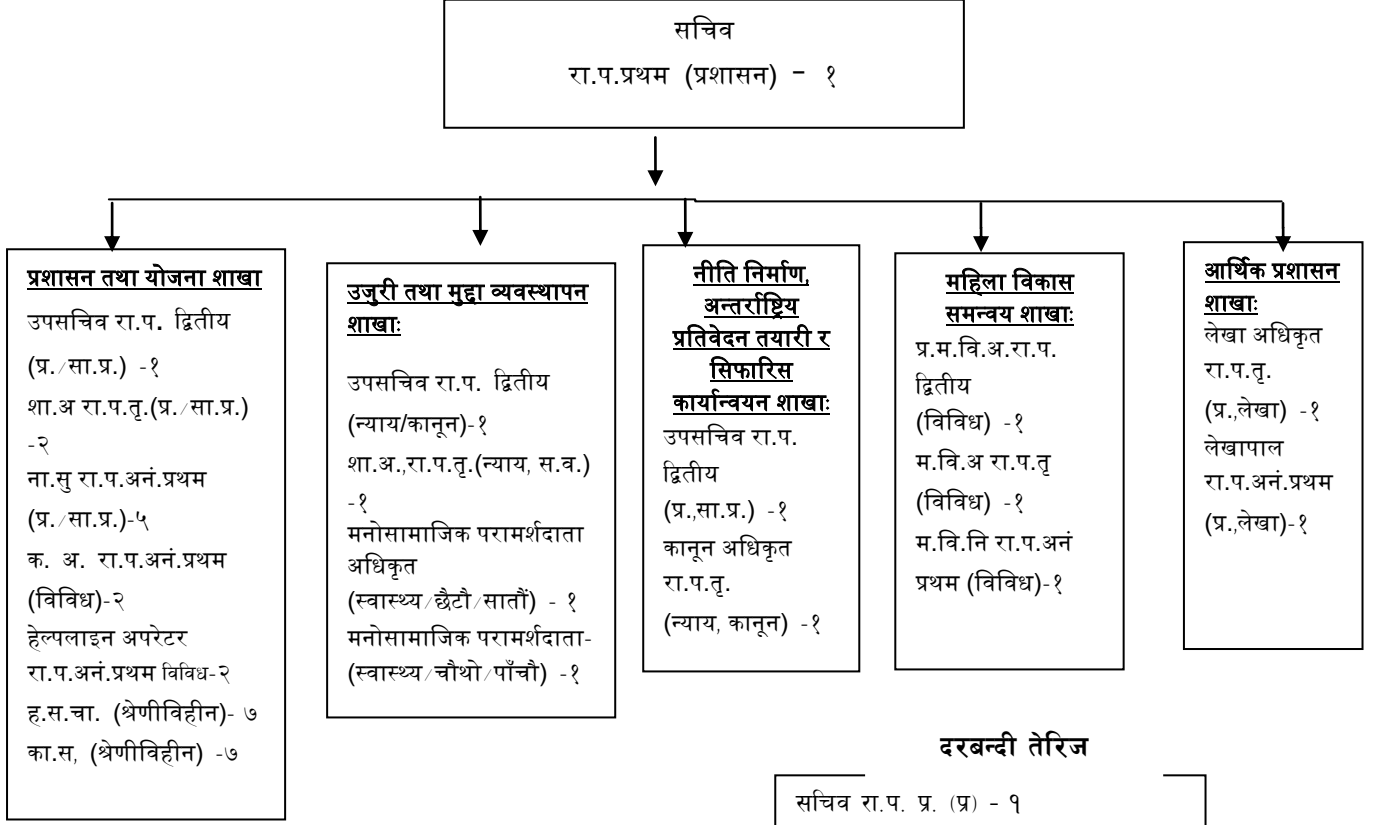 सचिव
रा.प.प्रथम (प्रशासन) - १
प्रशासन तथा योजना शाखा
उपसचिव रा.प. द्वितीय
(प्र./सा.प्र.) -१
शा.अ रा.प.तृ.(प्र./सा.प्र.)
-२
ना.सु रा.प.अनं.प्रथम
(प्र./सा.प्र.)-५
क. अ. रा.प.अनं.प्रथम
(विविध)-२
हेल्पलाइन अपरेटर
रा.प.अनं.प्रथम विविध-२
ह.स.चा. (श्रेणीविहीन)- ७
का.स, (श्रेणीविहीन) -७
उजुरी तथा मुद्दा व्यवस्थापन
शाखाः
उपसचिव रा.प. द्वितीय
(न्याय/कानून)-१
शा.अ.,रा.प.तृ.(न्याय, स.व.)
-१
मनोसामाजिक परामर्शदाता
अधिकृत
(स्वास्थ्य/छैटौ/सातौं) - १
मनोसामाजिक परामर्शदाता-
(स्वास्थ्य/चौथो/पाँचौ) -१
नीति निर्माण,
अन्तर्राष्ट्रिय
प्रतिवेदन तयारी र
सिफारिस
कार्यान्वयन शाखाः
उपसचिव रा.प.
द्वितीय
(प्र.,सा.प्र.) -१
कानून अधिकृत
रा.प.तृ.
(न्याय, कानून) -१
महिला विकास
समन्वय शाखाः
प्र.म.वि.अ.रा.प.
द्वितीय
(विविध) -१
म.वि.अ रा.प.तृ
(विविध) -१
म.वि.नि रा.प.अनं
प्रथम (विविध)-१
आर्थिक प्रशासन
शाखाः
लेखा अधिकृत
रा.प.तृ.
(प्र.,लेखा) -१
लेखापाल
रा.प.अनं.प्रथम
(प्र.,लेखा)-१
दरबन्दी तेरिज
सचिव रा.प. प्र. (प्र) - १